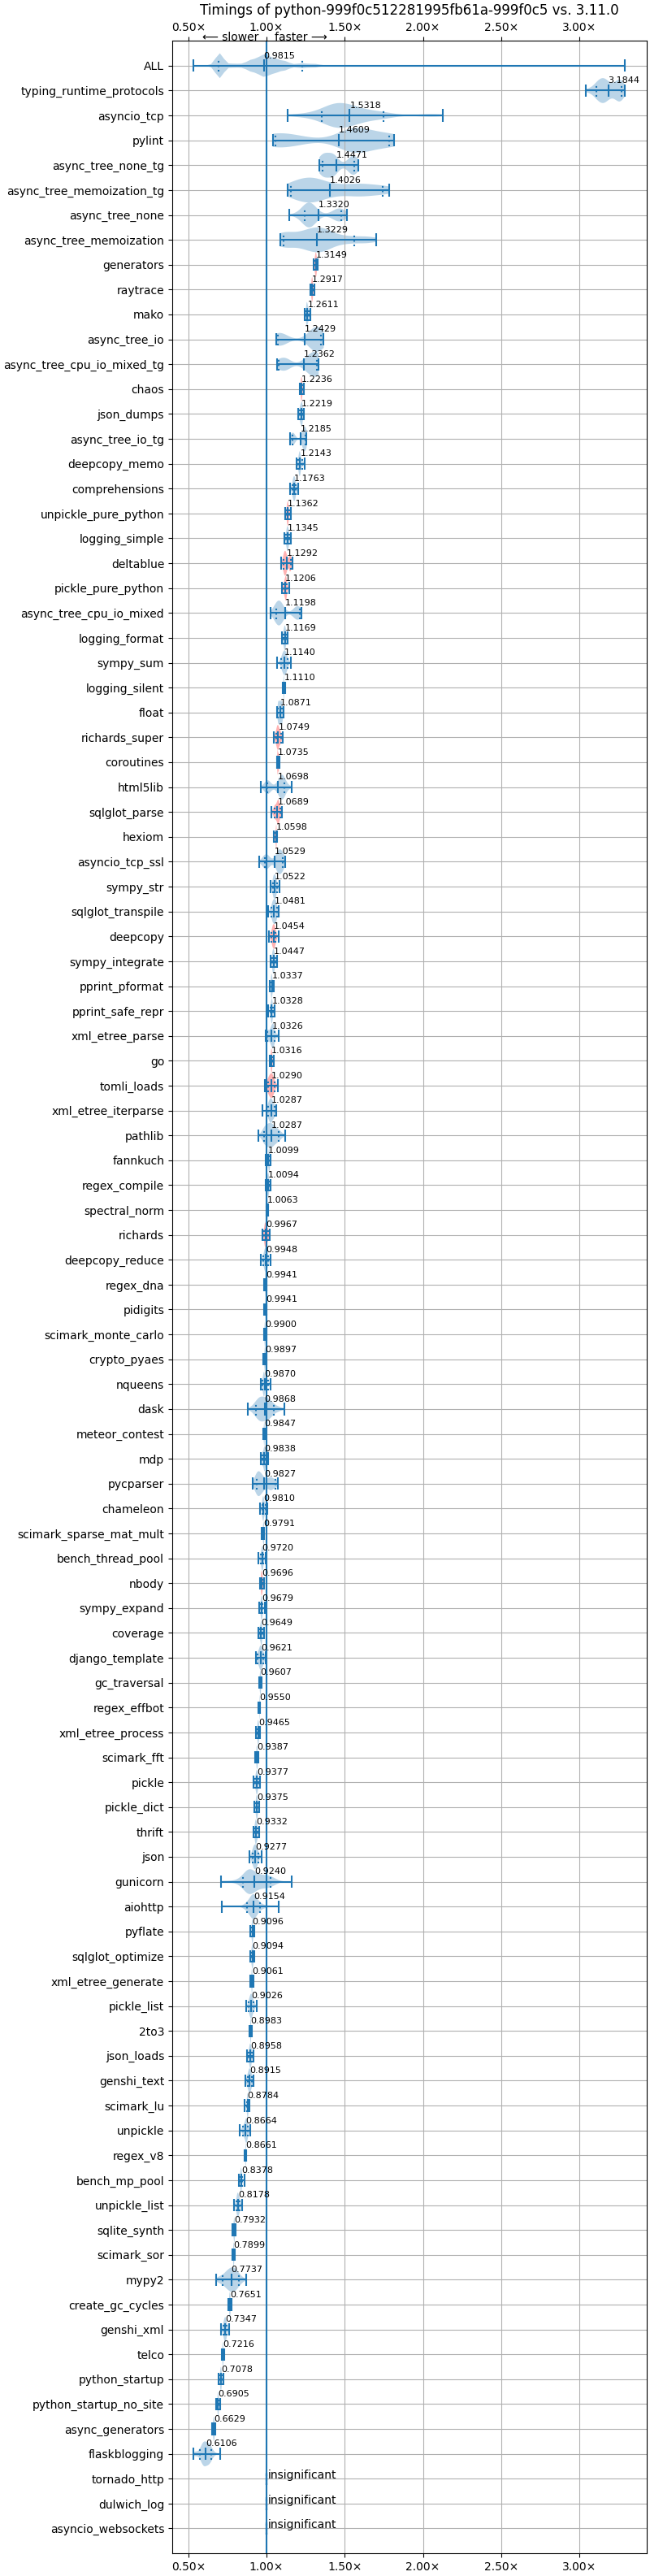 Timings of python-999f0c512281995fb61a-999f0c5 vs. 3.11.0
0.50× 1.00× 1.50× 2.00× 2.50× 3.00×
← slower faster →
ALL 0.9815
typing_runtime_protocols 3.1844
asyncio_tcp 1.5318
pylint 1.4609
async_tree_none_tg 1.4471
async_tree_memoization_tg 1.4026
async_tree_none 1.3320
async_tree_memoization 1.3229
generators 1.3149
raytrace 1.2917
mako 1.2611
async_tree_io 1.2429
async_tree_cpu_io_mixed_tg 1.2362
chaos 1.2236
json_dumps 1.2219
async_tree_io_tg 1.2185
deepcopy_memo 1.2143
comprehensions 1.1763
unpickle_pure_python 1.1362
logging_simple 1.1345
deltablue 1.1292
pickle_pure_python 1.1206
async_tree_cpu_io_mixed 1.1198
logging_format 1.1169
sympy_sum 1.1140
logging_silent 1.1110
float 1.0871
richards_super 1.0749
coroutines 1.0735
html5lib 1.0698
sqlglot_parse 1.0689
hexiom 1.0598
asyncio_tcp_ssl 1.0529
sympy_str 1.0522
sqlglot_transpile 1.0481
deepcopy 1.0454
sympy_integrate 1.0447
pprint_pformat 1.0337
pprint_safe_repr 1.0328
xml_etree_parse 1.0326
go 1.0316
tomli_loads 1.0290
xml_etree_iterparse 1.0287
pathlib 1.0287
fannkuch 1.0099
regex_compile 1.0094
spectral_norm 1.0063
richards 0.9967
deepcopy_reduce 0.9948
regex_dna 0.9941
pidigits 0.9941
scimark_monte_carlo 0.9900
crypto_pyaes 0.9897
nqueens 0.9870
dask 0.9868
meteor_contest 0.9847
mdp 0.9838
pycparser 0.9827
chameleon 0.9810
scimark_sparse_mat_mult 0.9791
bench_thread_pool 0.9720
nbody 0.9696
sympy_expand 0.9679
coverage 0.9649
django_template 0.9621
gc_traversal 0.9607
regex_effbot 0.9550
xml_etree_process 0.9465
scimark_fft 0.9387
pickle 0.9377
pickle_dict 0.9375
thrift 0.9332
json 0.9277
gunicorn 0.9240
aiohttp 0.9154
pyflate 0.9096
sqlglot_optimize 0.9094
xml_etree_generate 0.9061
pickle_list 0.9026
2to3 0.8983
json_loads 0.8958
genshi_text 0.8915
scimark_lu 0.8784
unpickle 0.8664
regex_v8 0.8661
bench_mp_pool 0.8378
unpickle_list 0.8178
sqlite_synth 0.7932
scimark_sor 0.7899
mypy2 0.7737
create_gc_cycles 0.7651
genshi_xml 0.7347
telco 0.7216
python_startup 0.7078
python_startup_no_site 0.6905
async_generators 0.6629
flaskblogging 0.6106
tornado_http insignificant
dulwich_log insignificant
asyncio_websockets insignificant
0.50× 1.00× 1.50× 2.00× 2.50× 3.00×